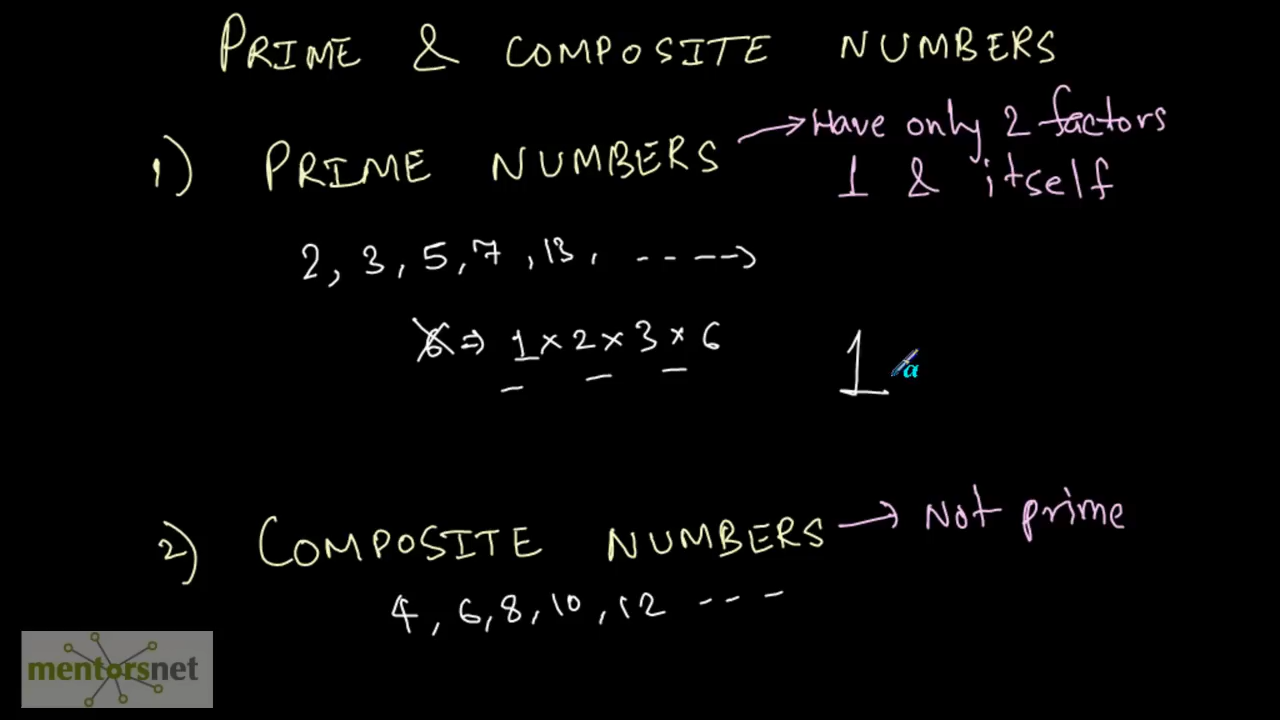 PRIME & COMPOSITE NUMBERS
1) PRIME NUMBERS → Have only 2 factors
1 & itself
2, 3, 5, 7, 13, ----→
6 ⇒ 1 × 2 × 3 × 6
1
2) COMPOSITE NUMBERS → Not prime
4, 6, 8, 10, 12 ---
mentorsnet